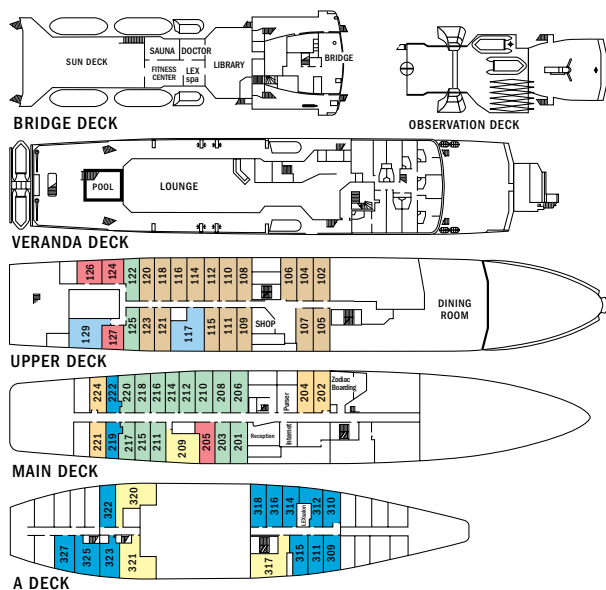 SUN DECK
SAUNA
DOCTOR
FITNESS
CENTER
LEX
spa
LIBRARY
BRIDGE
BRIDGE DECK
OBSERVATION DECK
POOL
LOUNGE
VERANDA DECK
126
124
122
120
118
116
114
112
110
108
106
104
102
129
127
125
123
121
117
115
111
109
SHOP
107
105
DINING
ROOM
UPPER DECK
224
222
220
218
216
214
212
210
208
206
Purser
204
202
Zodiac
Boarding
221
219
217
215
211
209
205
203
201
Reception
Internet
MAIN DECK
322
320
318
316
314
LEXsalon
312
310
327
325
323
321
317
315
311
309
A DECK